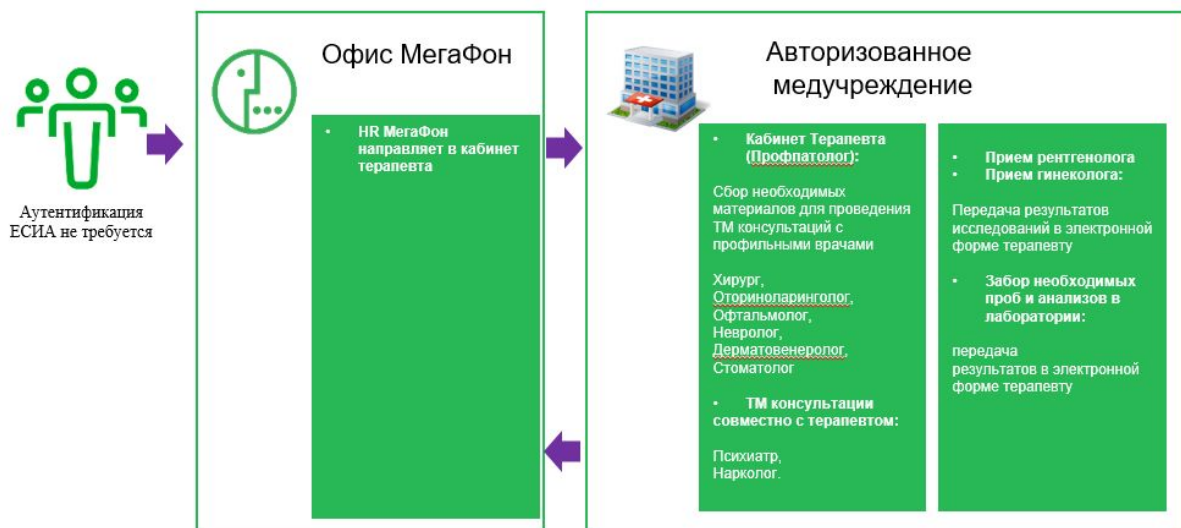 Аутентификация
ЕСИА не требуется
Офис МегаФон
• HR МегаФон
направляет в кабинет
терапевта
Авторизованное
медучреждение
• Кабинет Терапевта
(Профпатолог):
Сбор необходимых
материалов для проведения
ТМ консультаций с
профильными врачами
Хирург,
Оториноларинголог,
Офтальмолог,
Невролог,
Дерматовенеролог,
Стоматолог
• ТМ консультации
совместно с терапевтом:
Психиатр,
Нарколог.
• Прием рентгенолога
• Прием гинеколога:
Передача результатов
исследований в электронной
форме терапевту
• Забор необходимых
проб и анализов в
лаборатории:
передача
результатов в электронной
форме терапевту